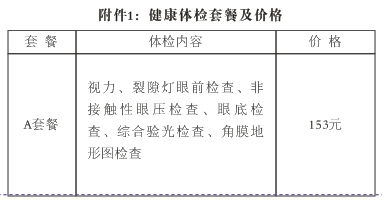 附件1：健康体检套餐及价格
套 餐
体检内容
价 格
A套餐
视力、裂隙灯眼前检查、非
接触性眼压检查、眼底检
查、综合验光检查、角膜地
形图检查
153元